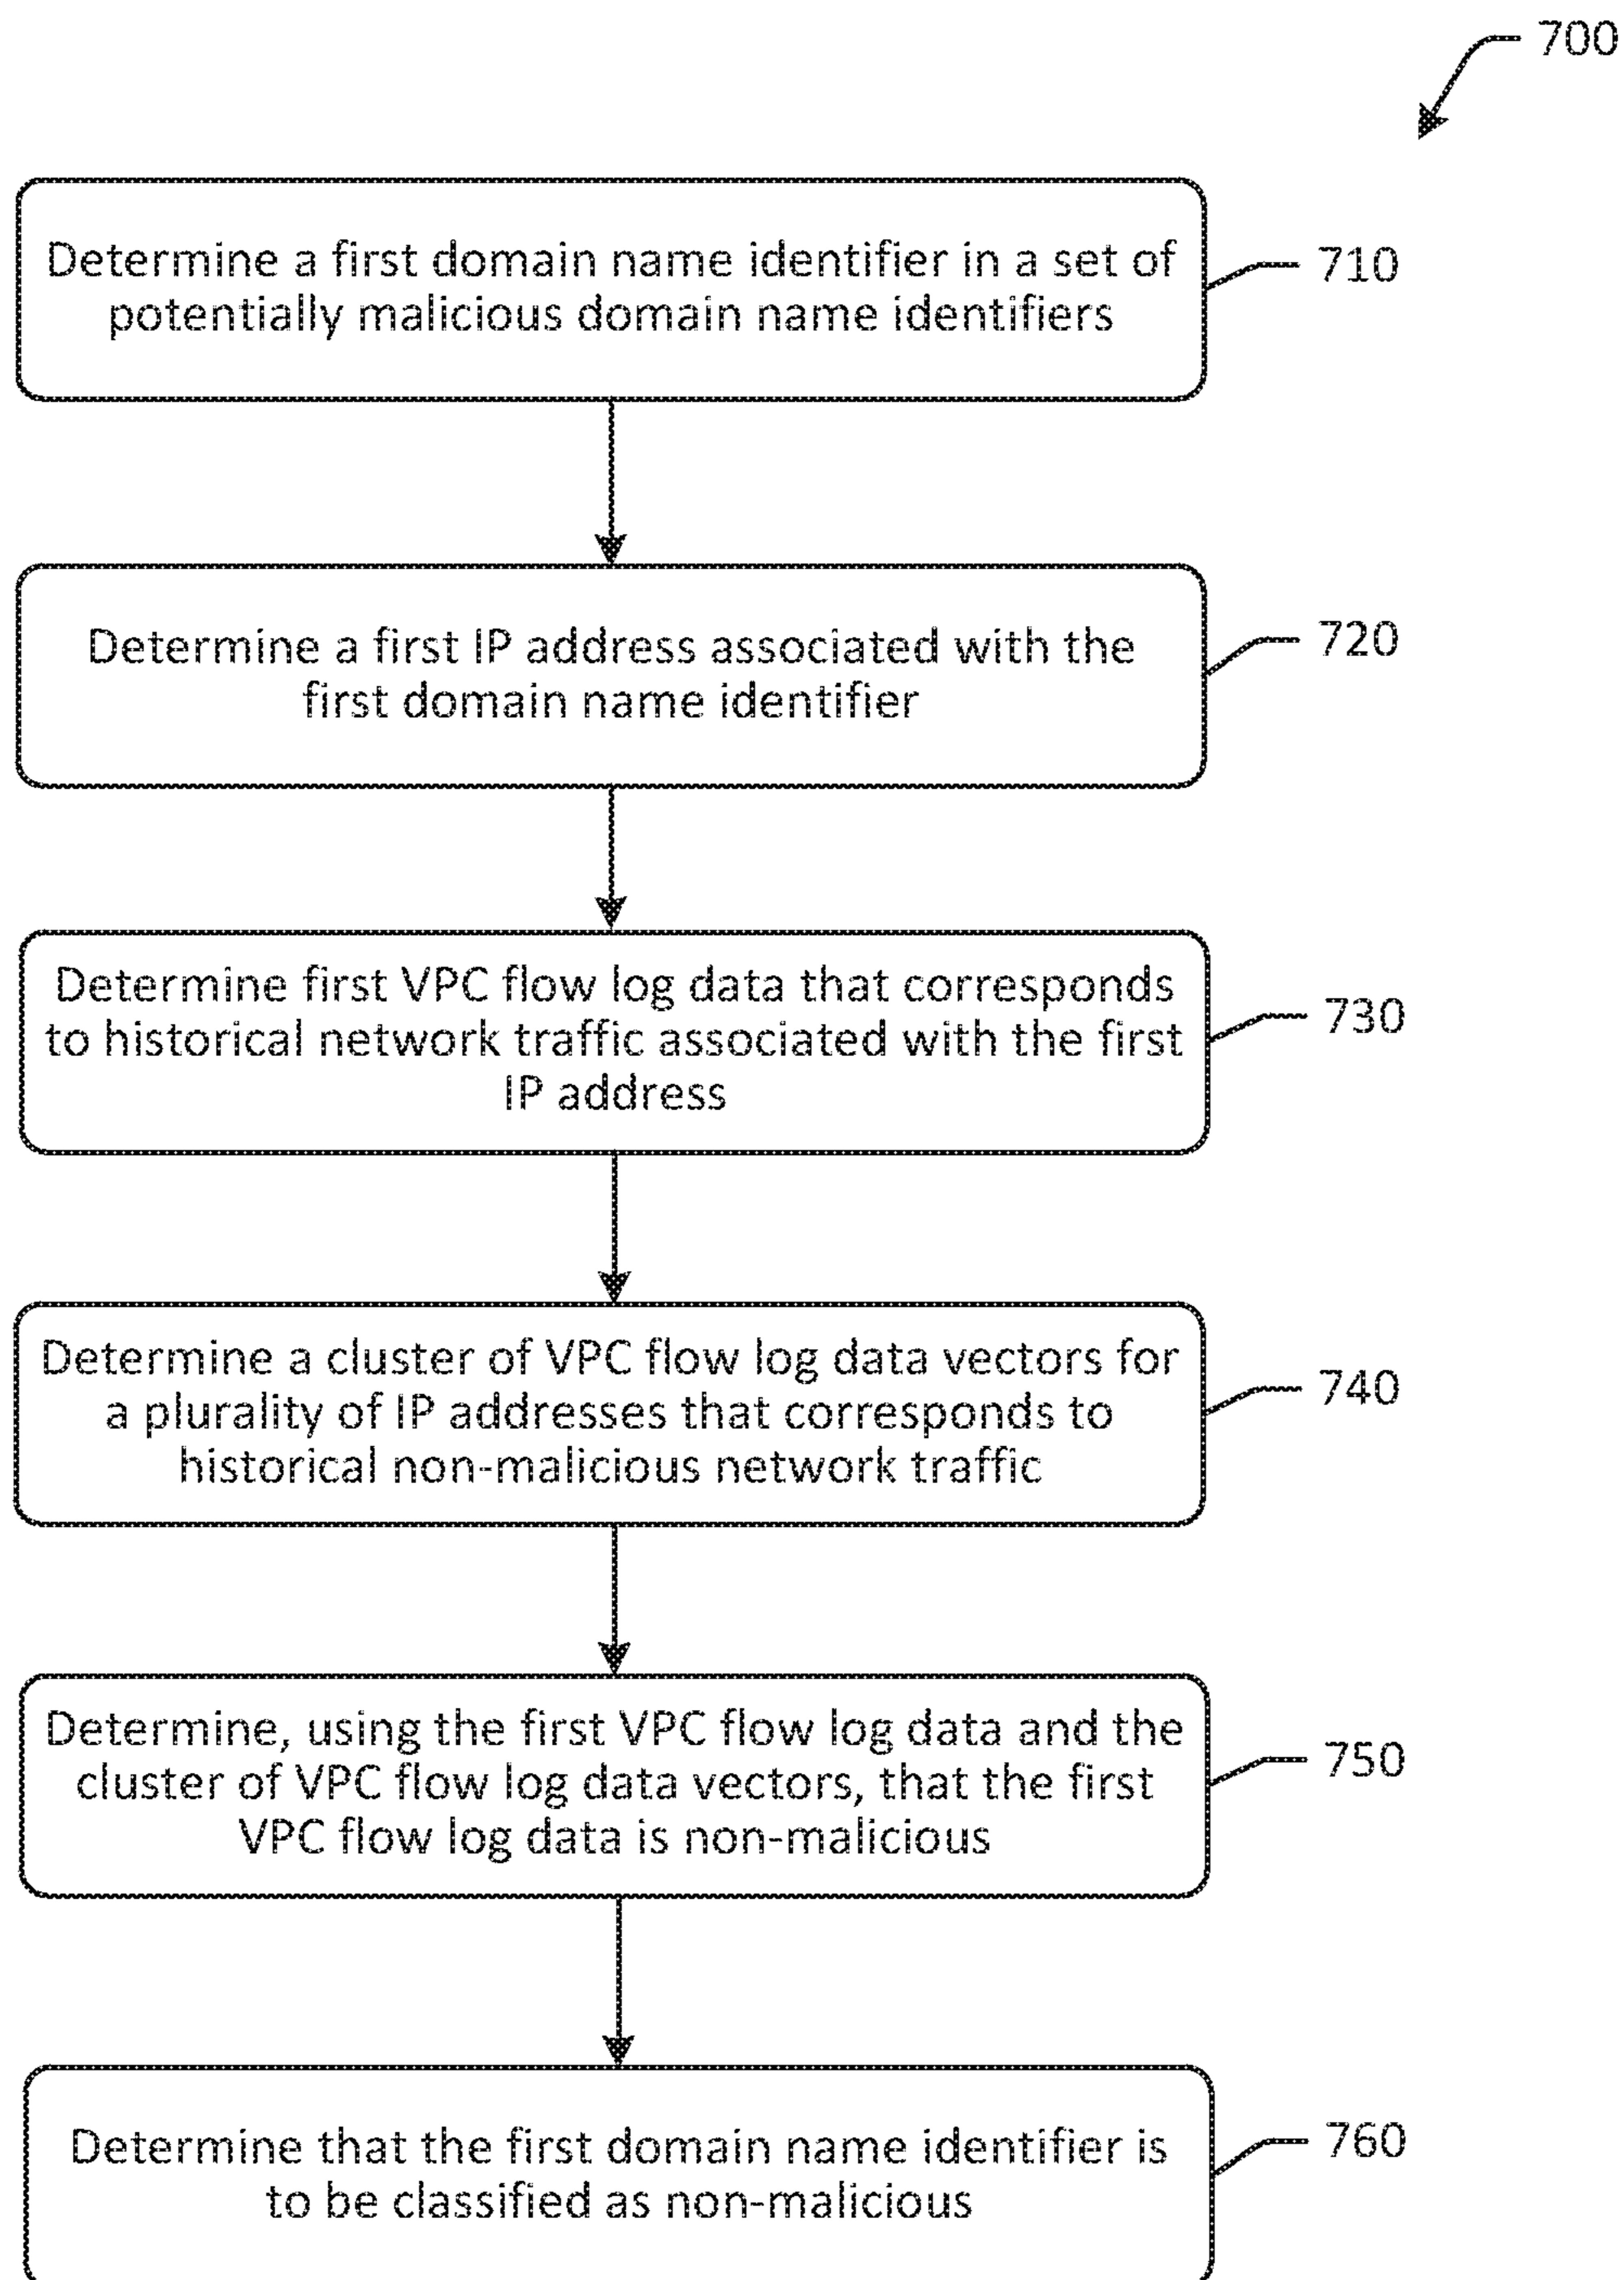 700
Determine a first domain name identifier in a set of
potentially malicious domain name identifiers
710
Determine a first IP address associated with the
first domain name identifier
720
Determine first VPC flow log data that corresponds
to historical network traffic associated with the first
IP address
730
Determine a cluster of VPC flow log data vectors for
a plurality of IP addresses that corresponds to
historical non-malicious network traffic
740
Determine, using the first VPC flow log data and the
cluster of VPC flow log data vectors, that the first
VPC flow log data is non-malicious
750
Determine that the first domain name identifier is
to be classified as non-malicious
760